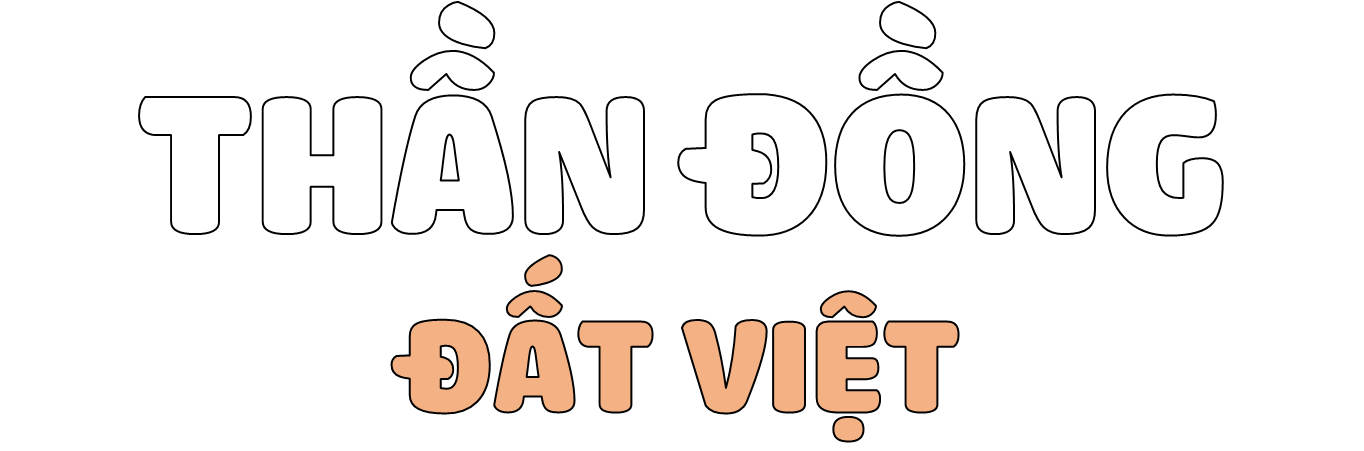 THẦN ĐỒNG
ĐẤT VIỆT